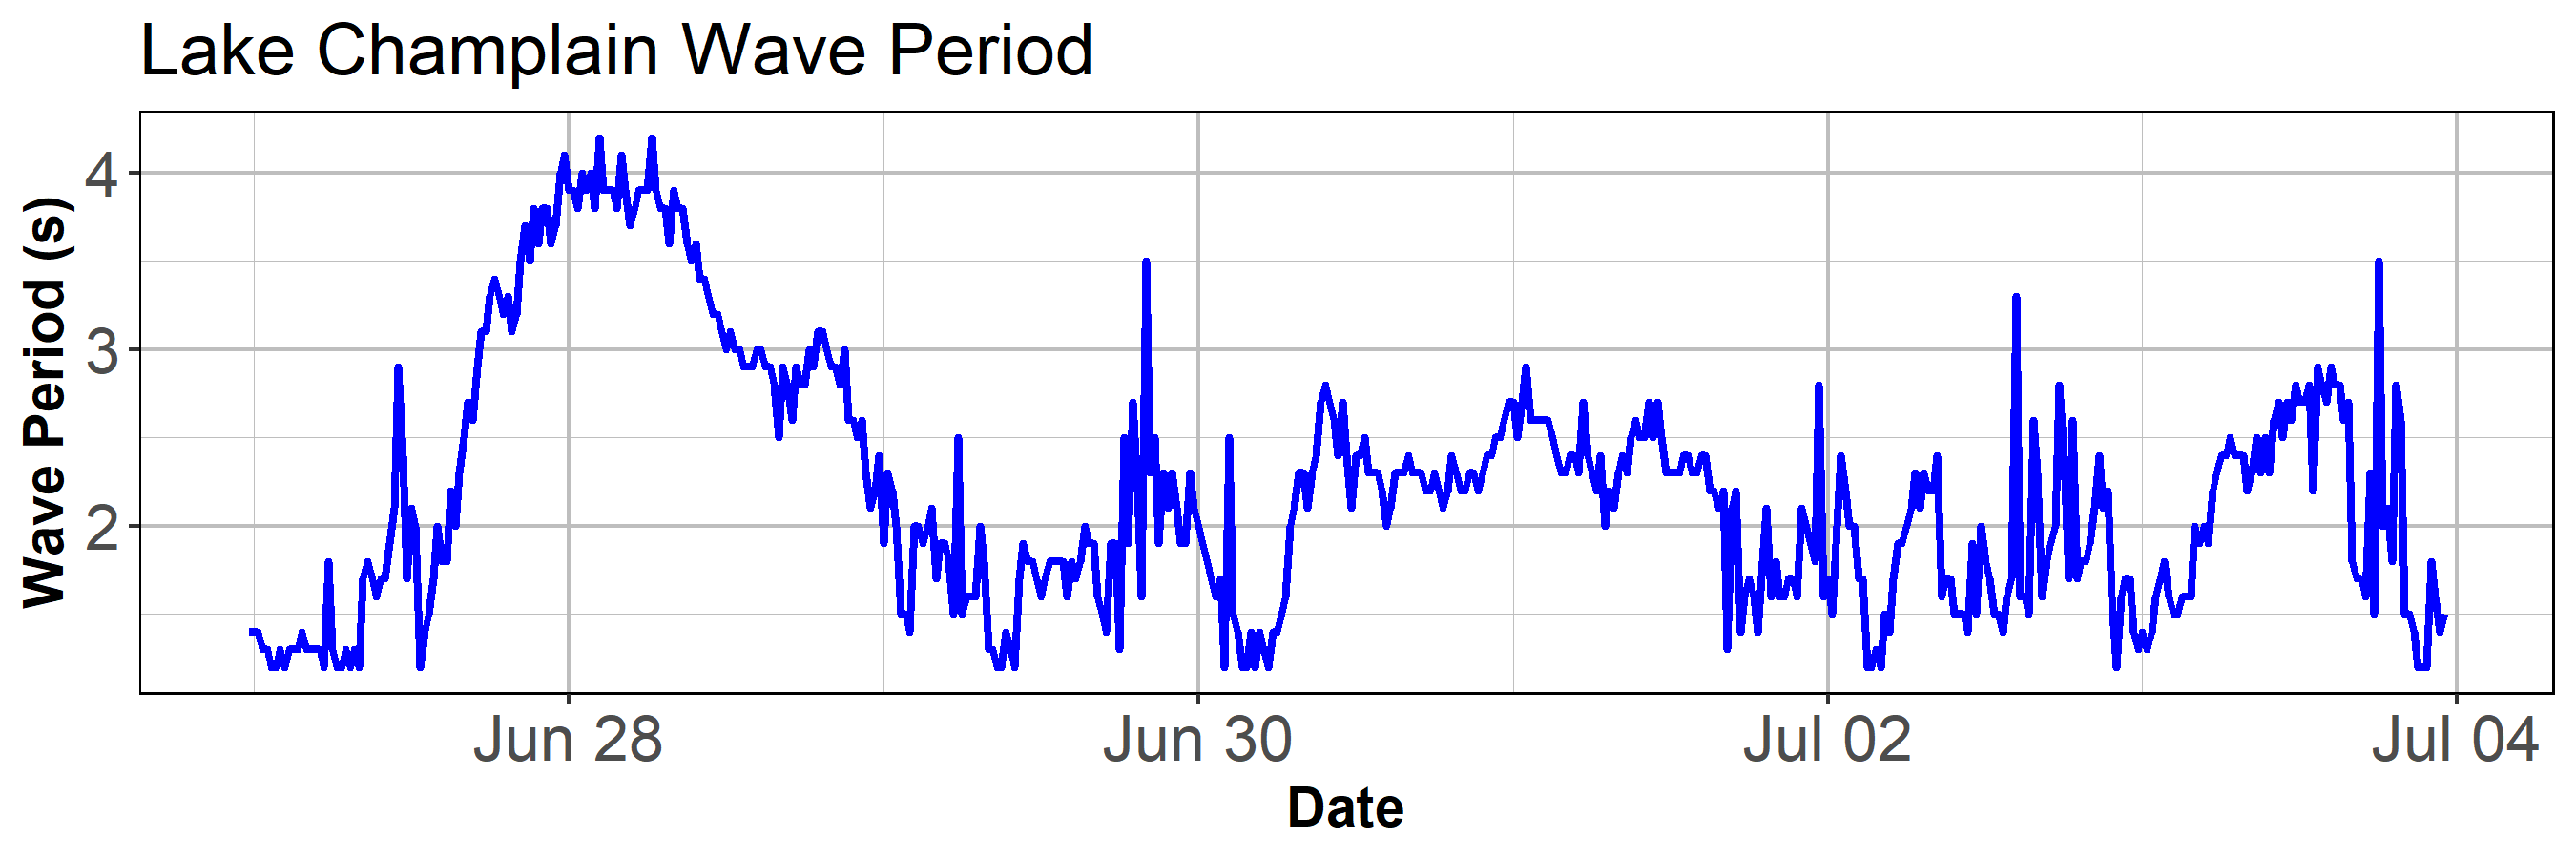 Lake Champlain Wave Period
Wave Period (s)
4
3
2
Jun 28
Jun 30
Jul 02
Jul 04
Date